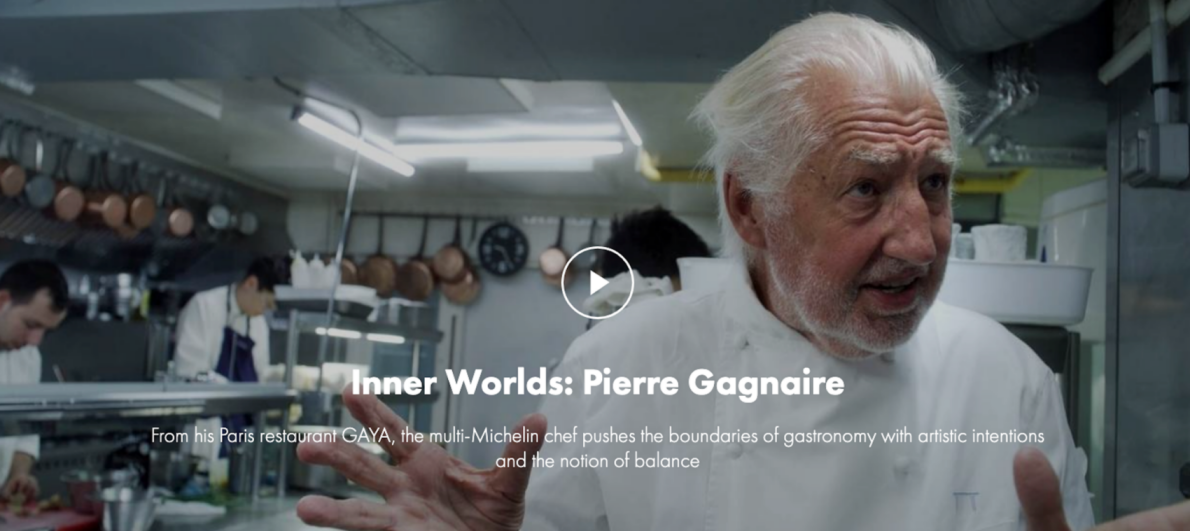 Inner Worlds: Pierre Gagnaire
From his Paris restaurant GAYA, the multi-Michelin chef pushes the boundaries of gastronomy with artistic intentions
and the notion of balance